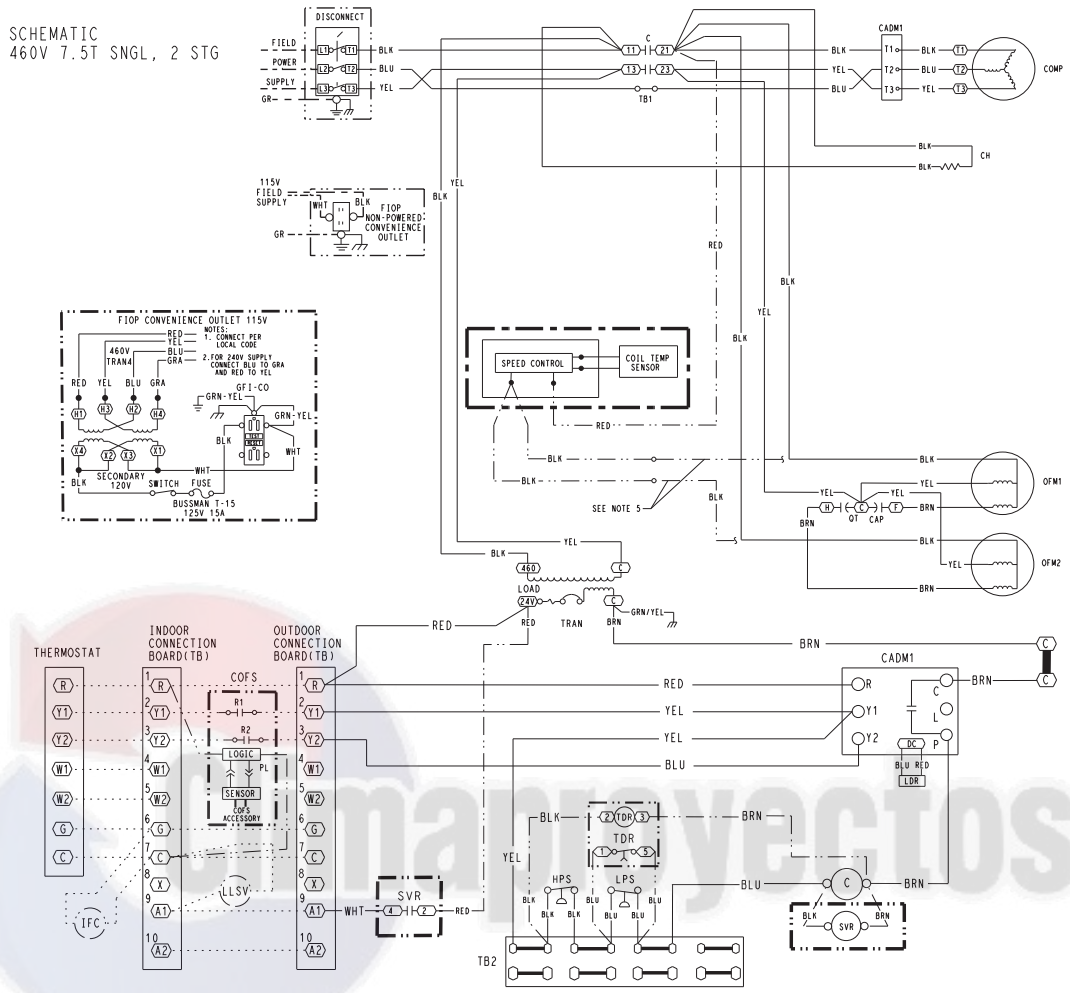 SCHEMATIC
460V 7.5T SNGL, 2 STG
DISCONNECT
FIELD
POWER
SUPPLY
GR
L1 T1 BLK
L2 T2 BLU
L3 T3 YEL
C
11 21
13 23
TB1
BLK
YEL
BLU
CADM1
T1 BLK T1
T2 BLU T2
T3 YEL T3
COMP
BLK
BLK
CH
115V
FIELD
SUPPLY
WHT
BLK
FIOP
NON-POWERED
CONVENIENCE
OUTLET
GR
BLK
YEL
RED
BLK
YEL
BLK
FIOP CONVENIENCE OUTLET 115V
RED
YEL
BLU
GRA
NOTES:
1. CONNECT PER
LOCAL CODE
2.FOR 240V SUPPLY
CONNECT BLU TO GRA
AND RED TO YEL
460V
TRAN4
RED YEL BLU GRA
H1 H3 H2 H4
GFI-CO
GRN-YEL
GRN-YEL
TEST
RESET
BLK
WHT
X4 X2 X3 X1
WHT
SECONDARY
120V
BLK
SWITCH FUSE
BUSSMAN T-15
125V 15A
SPEED CONTROL
COIL TEMP
SENSOR
RED
BLK
BLK
SEE NOTE 5
BLK
BLK
YEL
OFM1
YEL YEL
H C F BRN
QT CAP
BRN
BLK
YEL
OFM2
BRN
YEL
BLK
460 C
LOAD
24V C
RED TRAN BRN
GRN/YEL
RED
BRN
C
C
THERMOSTAT
R
Y1
Y2
W1
W2
G
C
INDOOR
CONNECTION
BOARD(TB)
1 R
2 Y1
3 Y2
4 W1
5 W2
6 G
7 C
8 X
9 A1
10 A2
COFS
R1
R2
LOGIC
PL
SENSOR
COFS
ACCESSORY
OUTDOOR
CONNECTION
BOARD(TB)
1 R
2 Y1
3 Y2
4 W1
5 W2
6 G
7 C
8 X
9 A1
10 A2
IFC
LLSV
RED
YEL
YEL
BLU
CADM1
R
Y1
Y2
C
L
P
BRN
DC
BLU RED
LDR
WHT
SVR
4 2
RED
YEL
BLK
2 TDR 3
BRN
TDR
1 5
HPS LPS
BLK BLK BLU BLU BLU
BLU
C
BRN
BLK BRN
SVR
TB2
Cimaproyectos